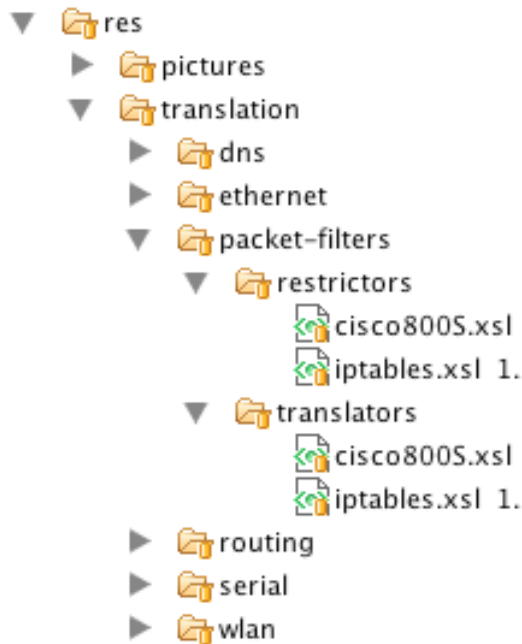 res
pictures
translation
dns
ethernet
packet-filters
restrictors
cisco800S.xsl
iptables.xsl 1.
translators
cisco800S.xsl
iptables.xsl 1.
routing
serial
wlan